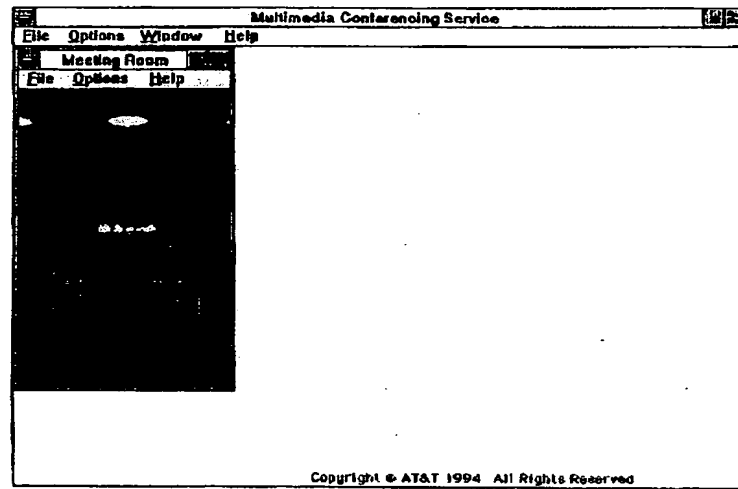 Multimedia Conferencing Service
File Options Window Help
Meeting Room
File Options Help
Copyright © AT&T 1994 All Rights Reserved